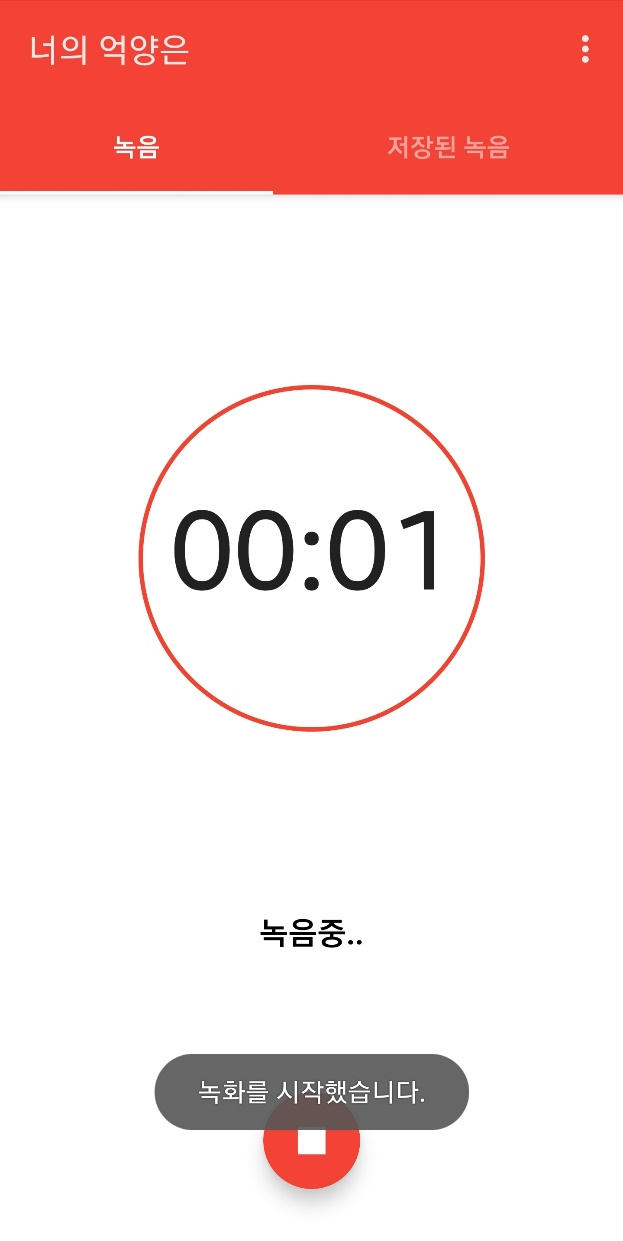 너의 억양은
녹음
저장된 녹음
00:01
녹음중..
녹화를 시작했습니다.